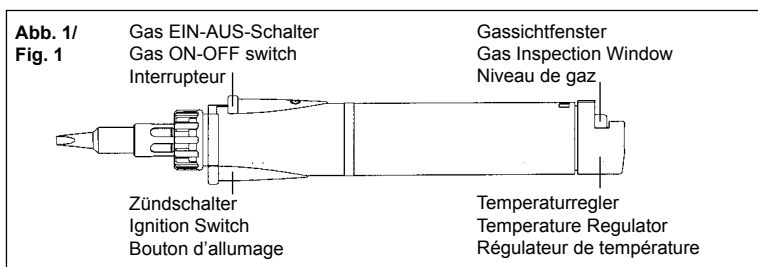 Abb. 1/
Fig. 1
Gas EIN-AUS-Schalter
Gas ON-OFF switch
Interrupteur
Gassichtfenster
Gas Inspection Window
Niveau de gaz
Zündschalter
Ignition Switch
Bouton d'allumage
Temperaturregler
Temperature Regulator
Régulateur de température